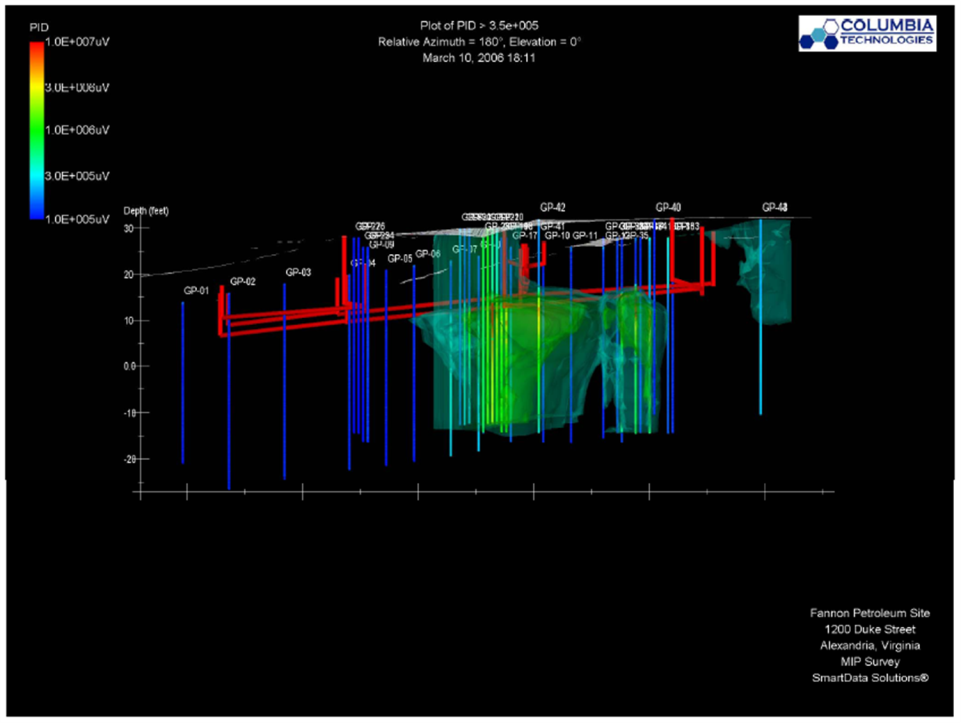 PID
1.0E+007uV
3.0E+006uV
1.0E+006uV
3.0E+005uV
1.0E+005uV
Plot of PID > 3.5e+005
Relative Azimuth = 180°, Elevation = 0°
March 10, 2006 18:11
COLUMBIA
TECHNOLOGIES
Depth (feet)
30
20
10
0.0
-10
-20
GP-01
GP-02
GP-03
GP-09
GP-05
GP-06
GP-17
GP-42
GP-41
GP-10
GP-11
GP-40
Fannon Petroleum Site
1200 Duke Street
Alexandria, Virginia
MIP Survey
SmartData Solutions®